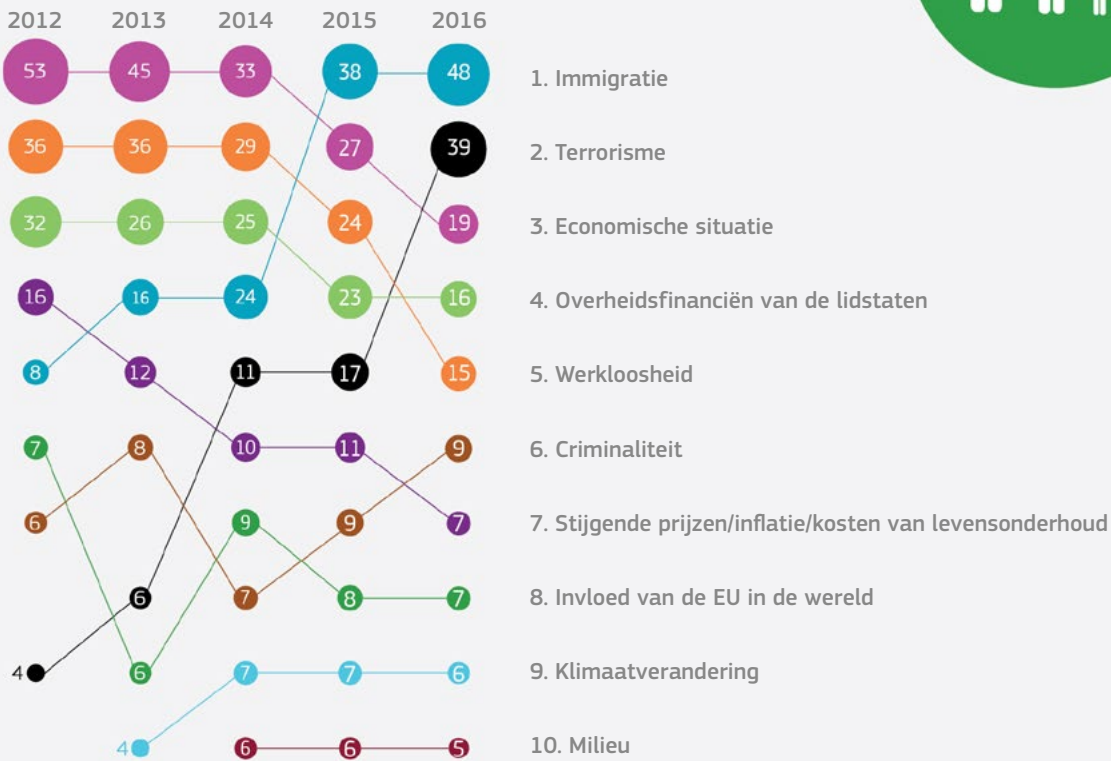 2012 2013 2014 2015 2016
53 45 33 38 48 1. Immigratie
36 36 29 27 39 2. Terrorisme
32 26 25 24 19 3. Economische situatie
16 16 24 23 16 4. Overheidsfinanciën van de lidstaten
8 12 11 17 15 5. Werkloosheid
7 8 10 11 9 6. Criminaliteit
6 9 9 7 7. Stijgende prijzen/inflatie/kosten van levensonderhoud
6 7 8 7 8. Invloed van de EU in de wereld
4 6 7 7 6 9. Klimaatverandering
4 6 6 5 10. Milieu